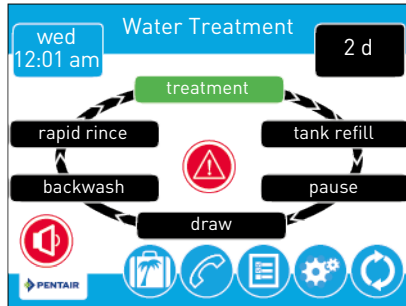 Water Treatment
wed
12:01 am
2 d
treatment
rapid rince
tank refill
backwash
pause
draw
PENTAIR